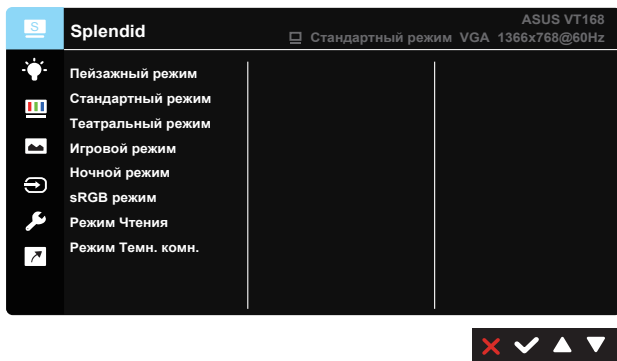 S
Splendid
ASUS VT168
Стандартный режим VGA 1366x768@60Hz
Пейзажный режим
Стандартный режим
Театральный режим
Игровой режим
Ночной режим
sRGB режим
Режим Чтения
Режим Темн. комн.